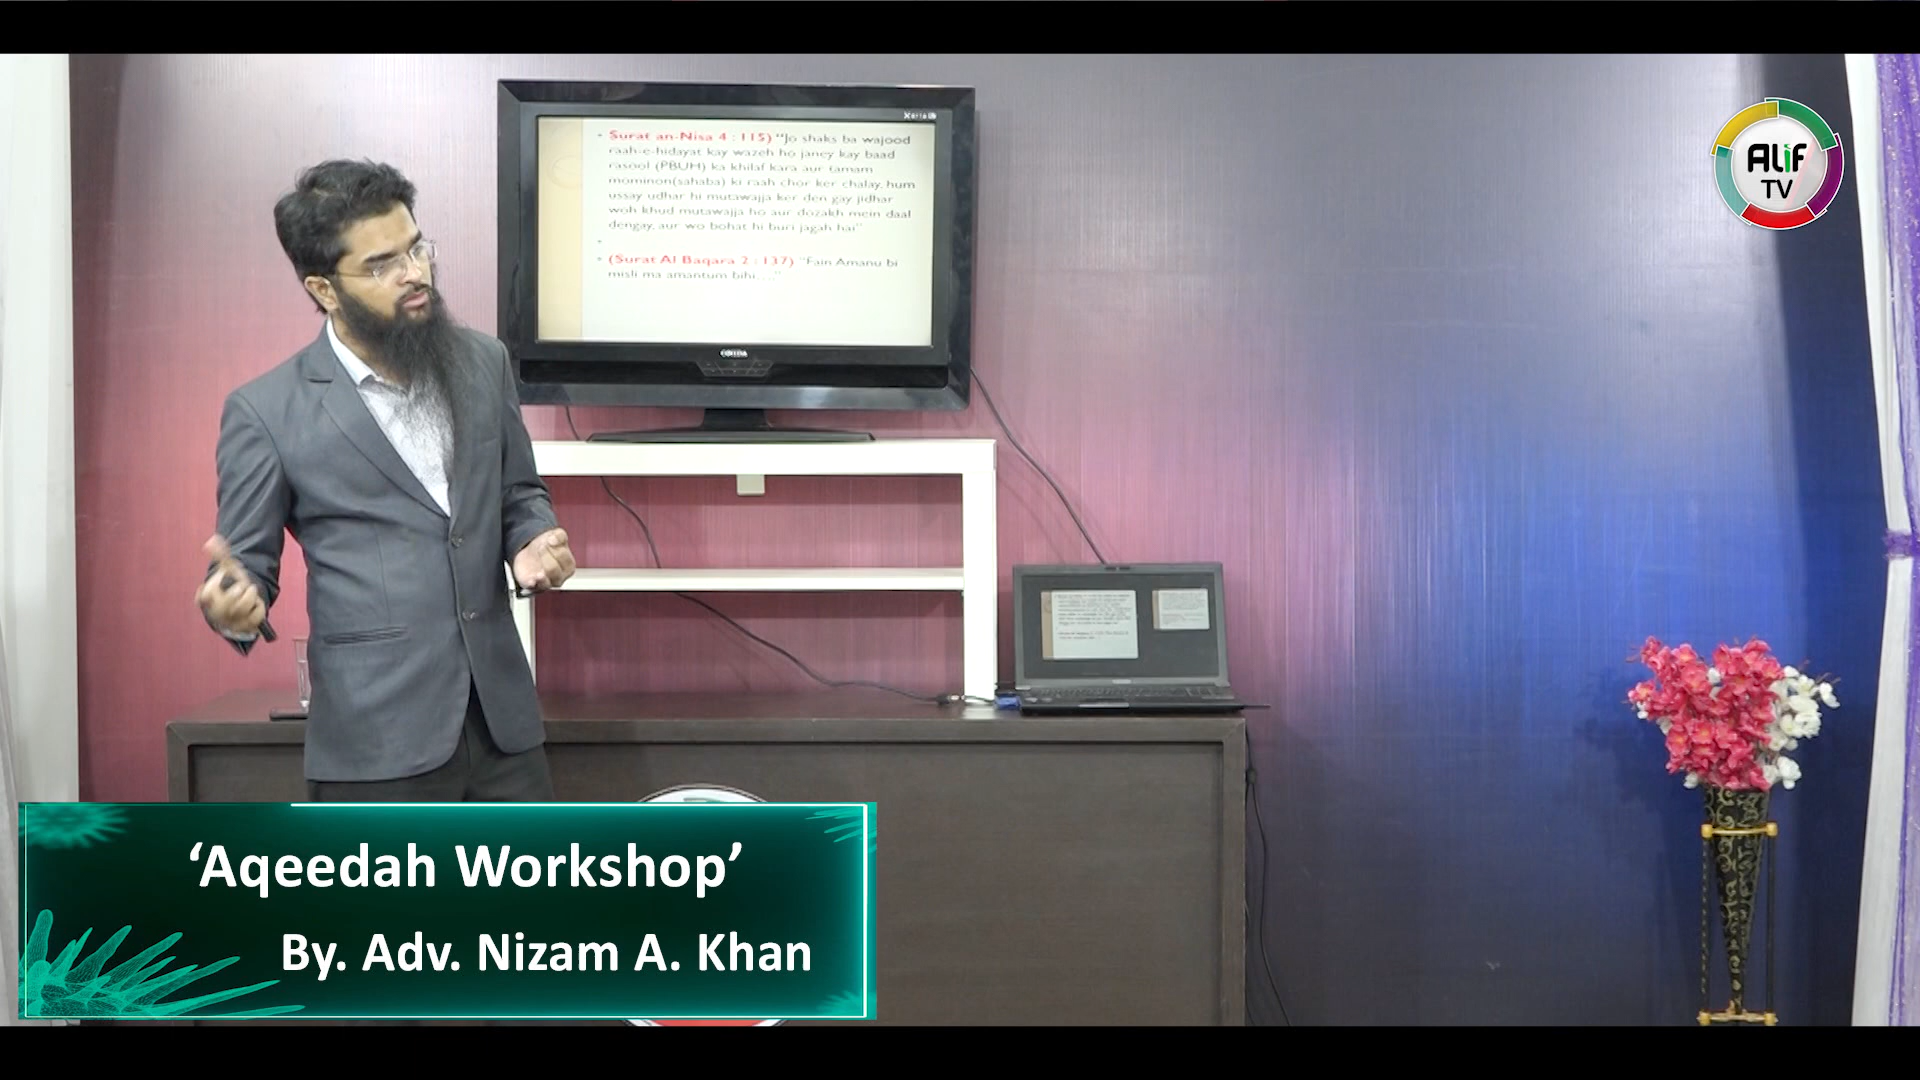 ALiF
TV
• Surat an-Nisa 4 : 115) "Jo shaks ba wajood
raah-e-hidayat kay wazeh ho janey kay baad
rasool (PBUH) ka khilaf kara aur tamam
mominon(sahaba) ki raah chor ker chalay, hum
ussay udhar hi mutawajja ker den gay jidhar
woh khud mutawajja ho aur dozakh mein daal
dengay, aur wo bohat hi buri jagah hai"
•
• (Surat Al Baqara 2 : 137) "Fain Amanu bi
misli ma amantum bihi…."
'Aqeedah Workshop'
By. Adv. Nizam A. Khan